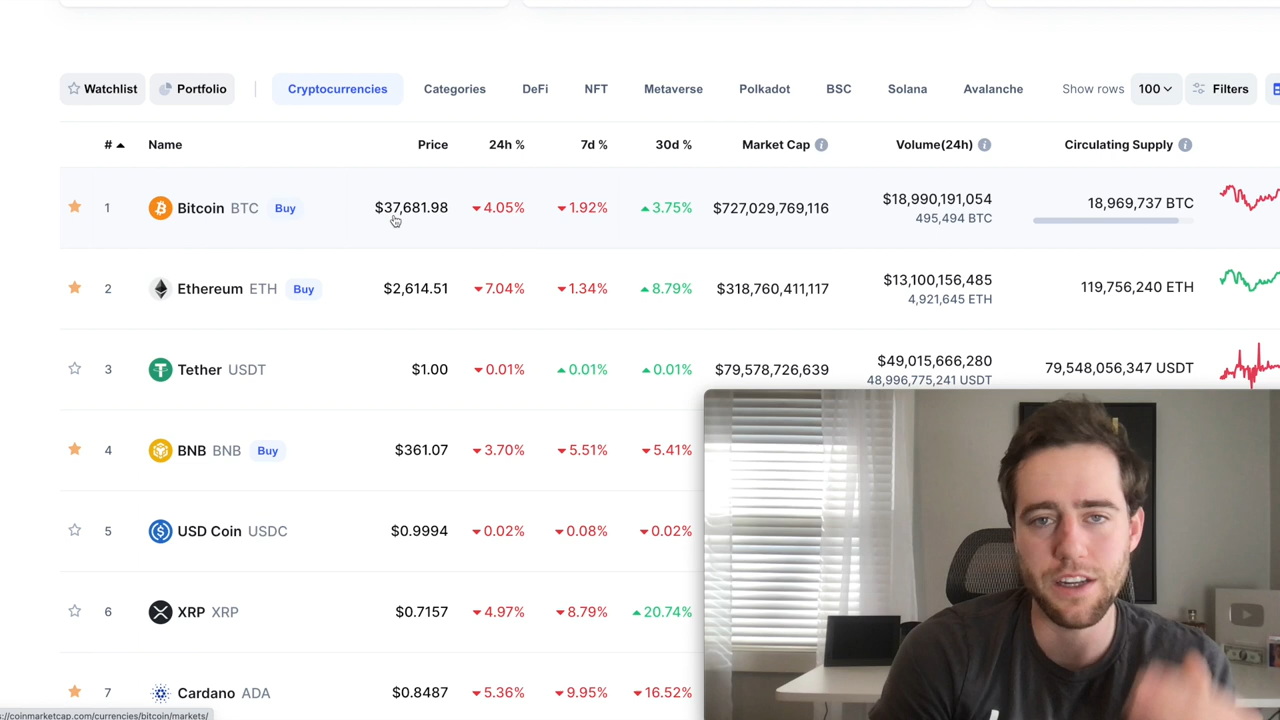 Watchlist Portfolio Cryptocurrencies Categories DeFi NFT Metaverse Polkadot BSC Solana Avalanche Show rows 100 Filters
# Name Price 24h % 7d % 30d % Market Cap Volume(24h) Circulating Supply
1 Bitcoin BTC Buy $37,681.98 4.05% 1.92% 3.75% $727,029,769,116 $18,990,191,054 18,969,737 BTC
495,494 BTC
2 Ethereum ETH Buy $2,614.51 7.04% 1.34% 8.79% $318,760,411,117 $13,100,156,485 119,756,240 ETH
4,921,645 ETH
3 Tether USDT $1.00 0.01% 0.01% 0.01% $79,578,726,639 $49,015,666,280 79,548,056,347 USDT
48,996,775,241 USDT
4 BNB BNB Buy $361.07 3.70% 5.51% 5.41%
5 USD Coin USDC $0.9994 0.02% 0.08% 0.02%
6 XRP XRP $0.7157 4.97% 8.79% 20.74%
7 Cardano ADA $0.8487 5.36% 9.95% 16.52%
s://coinmarketcap.com/currencies/bitcoin/markets/